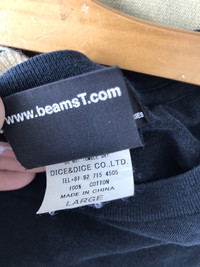 www.beamsT.com
DICE&DICE CO.,LTD.
TEL+81 92 715 4505
100% COTTON
MADE IN CHINA
LARGE